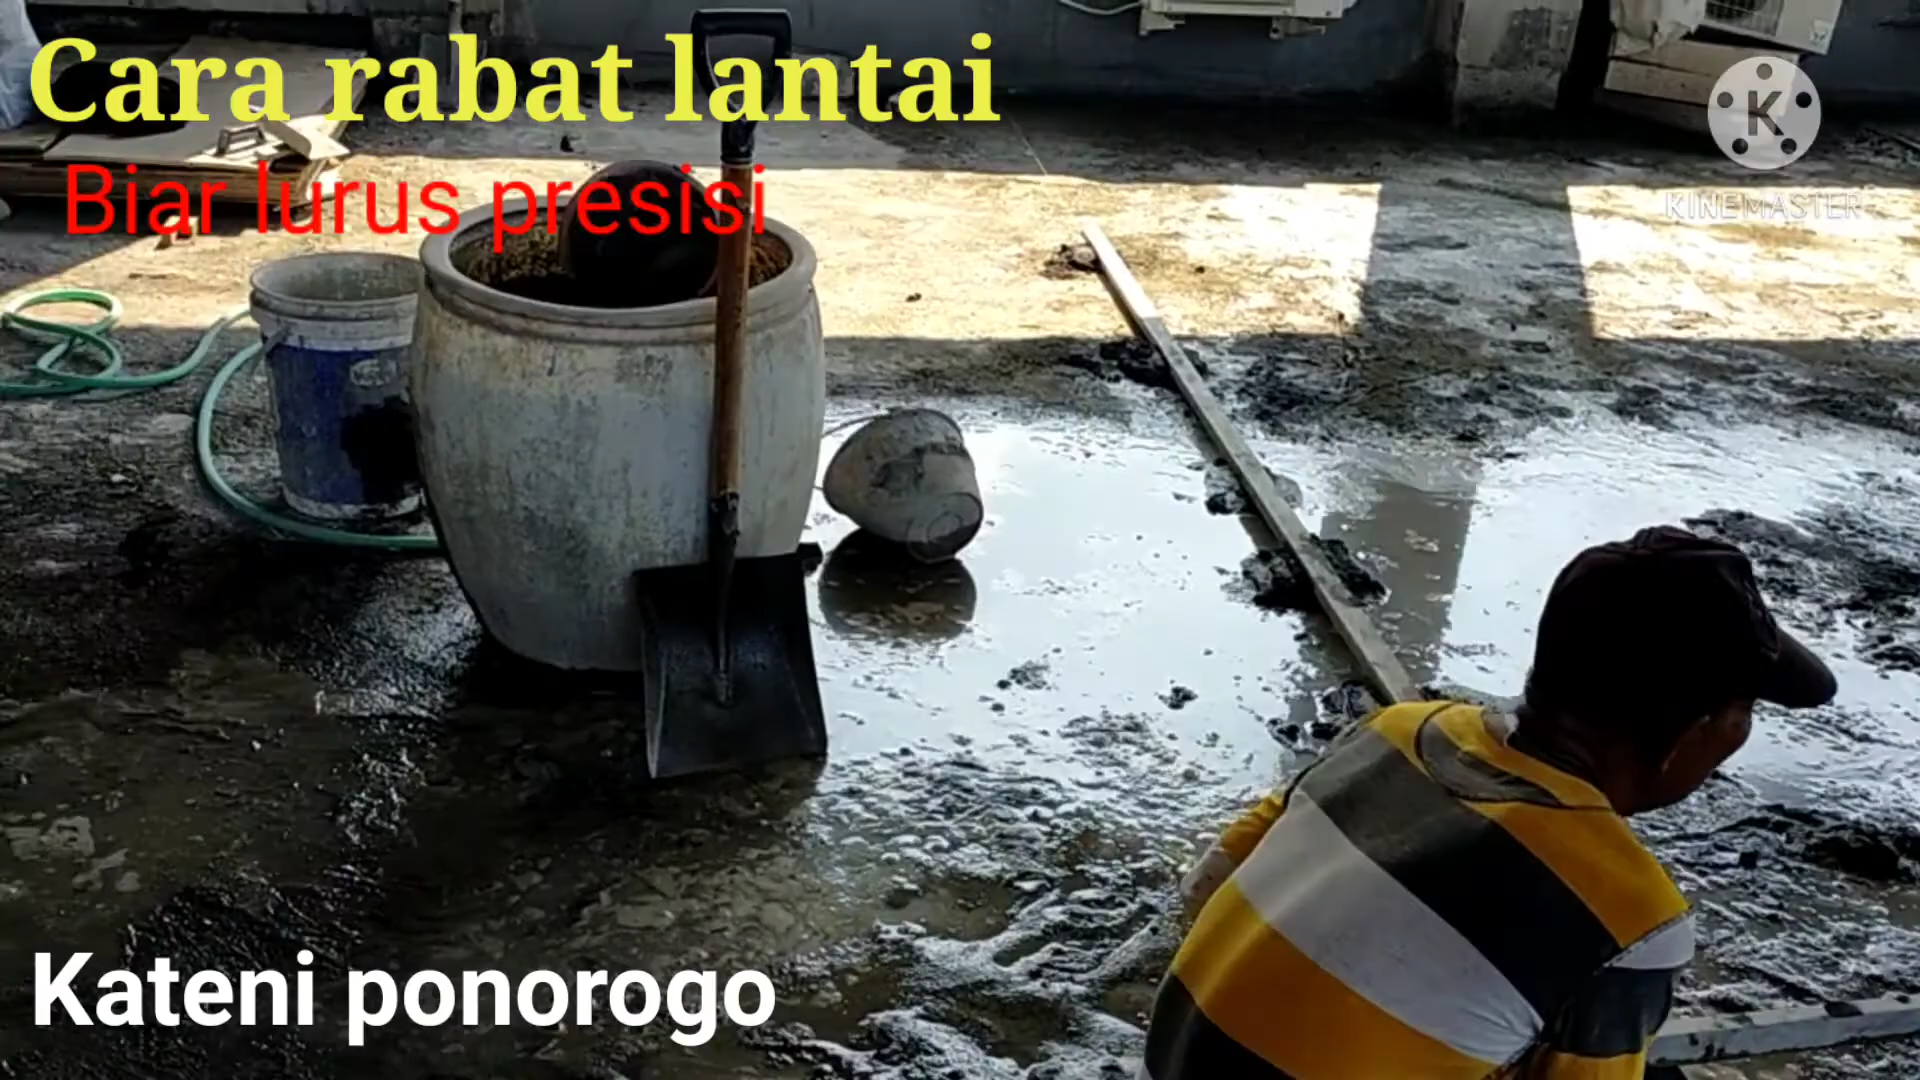 Cara rabat lantai
Biar lurus presisi
K
KINEMASTER
Kateni ponorogo